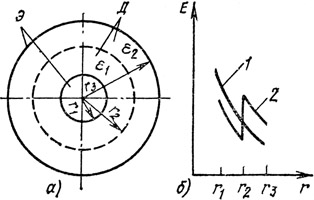 Э Д E
ε₂
ε₁ 1
r₃ 2
r₂
r₁
а) б) r₁ r₂ r₃ r